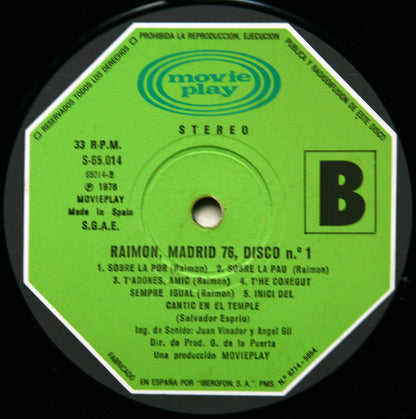 □ RESERVADOS TODOS LOS DERECHOS □ PROHIBIDA LA REPRODUCCION, EJECUCION
PUBLICA Y RADIODIFUSION DE ESTE DISCO
movie
play
STEREO
33 R.P.M.
S-65.014
65014-B
Ⓟ 1978
MOVIEPLAY
Made in Spain
S.G.A.E.
B
RAIMON, MADRID 76, DISCO n.º 1
1. SOBRE LA POR (Raimon) 2. SOBRE LA PAU (Raimon)
3. T'ADONES, AMIC (Raimon) 4. T'HE CONEGUT
SEMPRE IGUAL (Raimon) 5. INICI DEL
CANTIC EN EL TEMPLE
(Salvador Espriu)
Ing. de Sonido: Juan Vinader y Angel Gil
Dir. de Prod. G. de la Puerta
Una producción MOVIEPLAY
FABRICADO EN ESPAÑA POR "IBEROFON, S. A." PMS. N.º 6714-5894